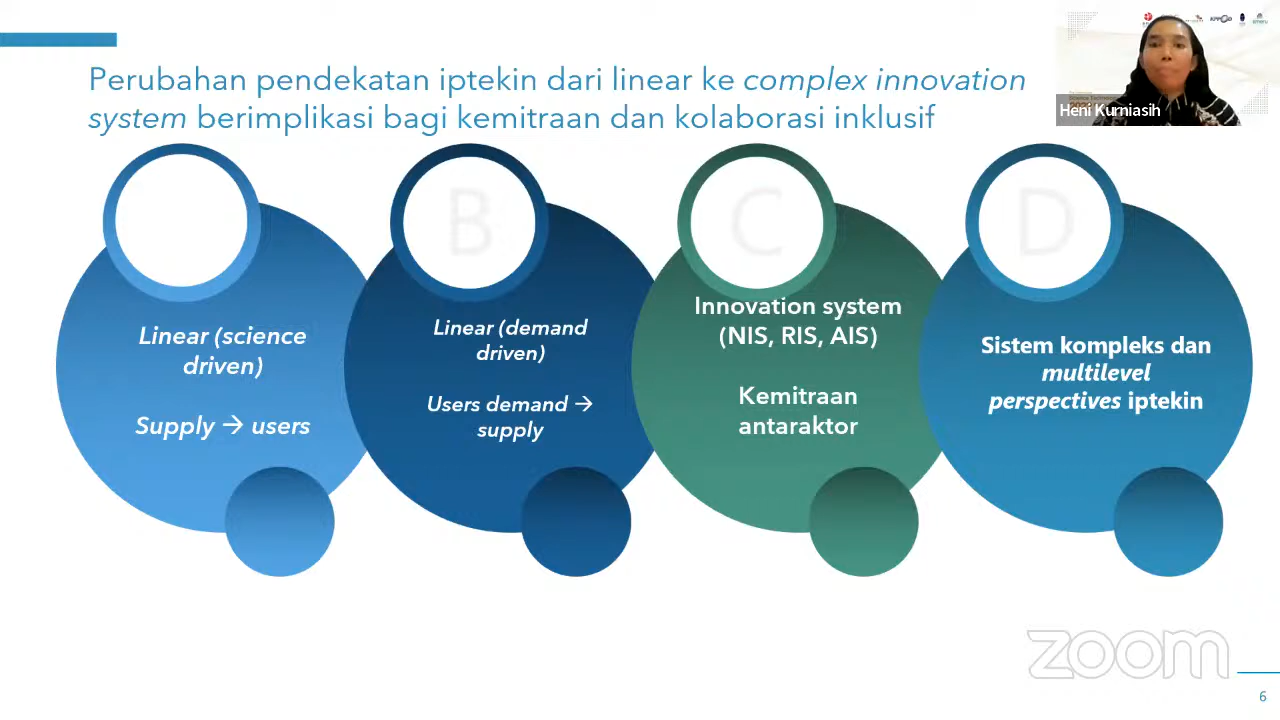 Perubahan pendekatan iptekin dari linear ke complex innovation
system berimplikasi bagi kemitraan dan kolaborasi inklusif
Heni Kurniasih
B
C
D
Linear (science
driven)
Supply → users
Linear (demand
driven)
Users demand →
supply
Innovation system
(NIS, RIS, AIS)
Kemitraan
antaraktor
Sistem kompleks dan
multilevel
perspectives iptekin
zoom
6